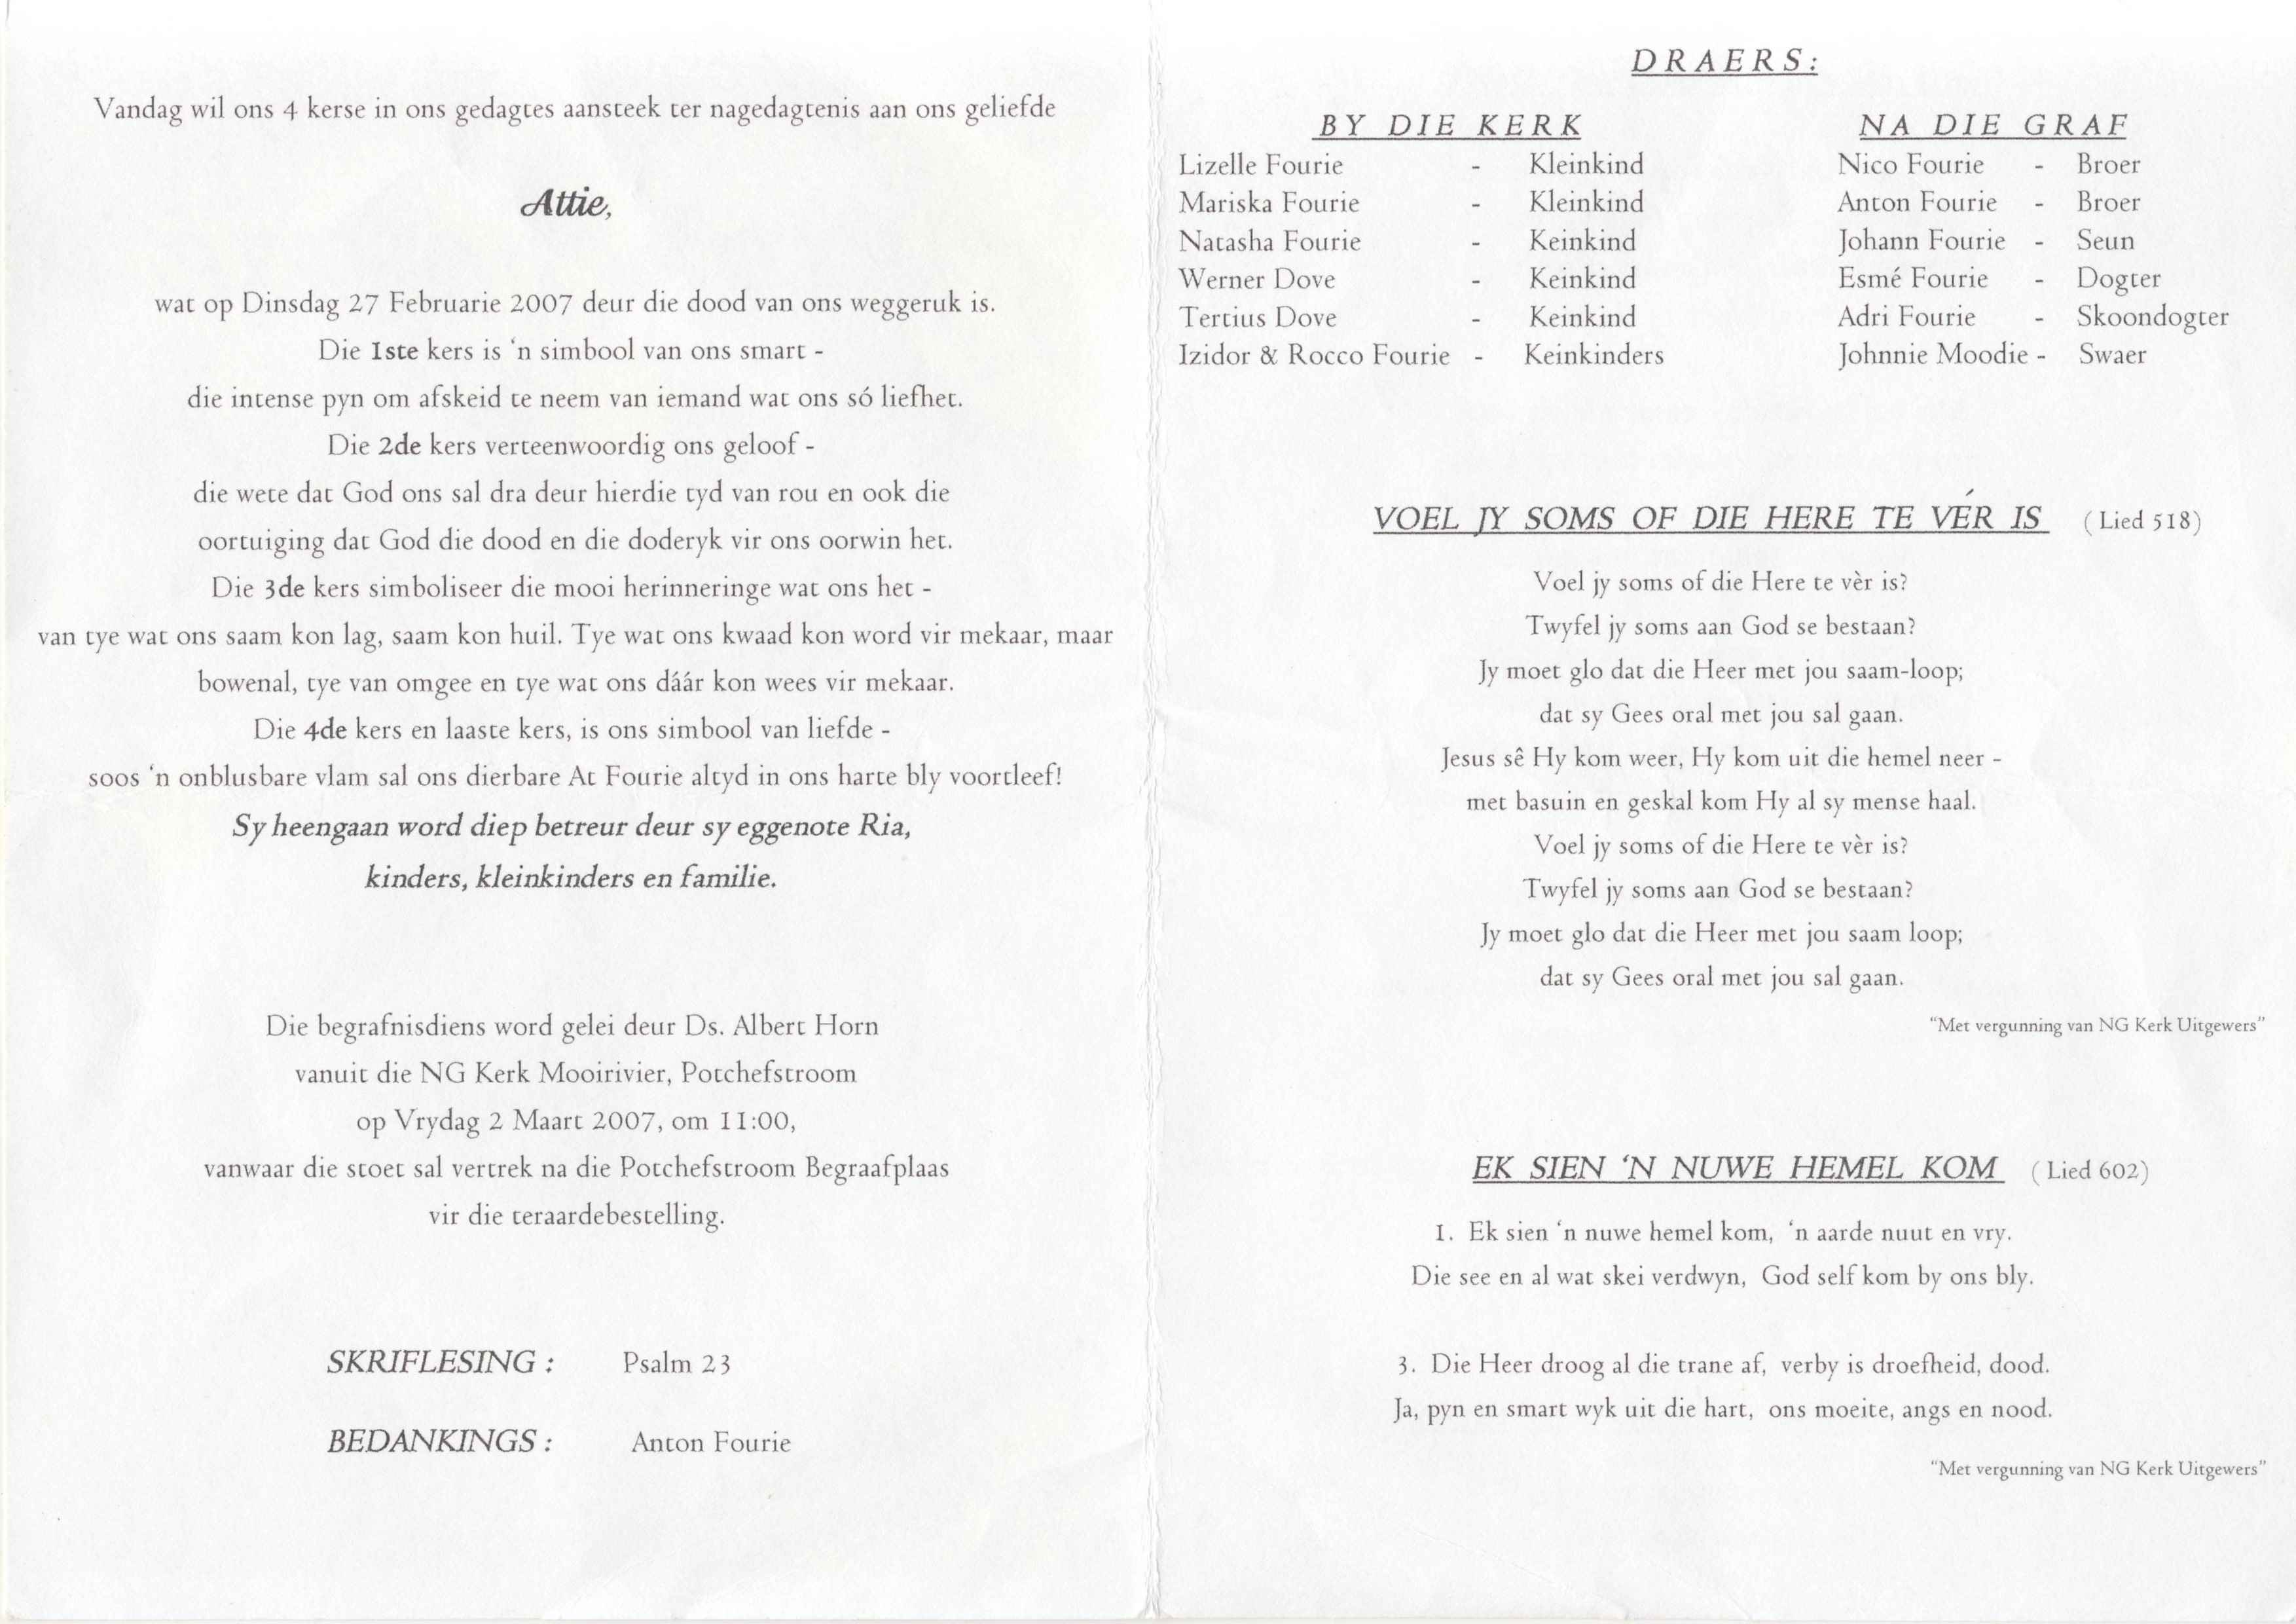 Vandag wil ons 4 kerse in ons gedagtes aansteek ter nagedagtenis aan ons geliefde
Attie,
wat op Dinsdag 27 Februarie 2007 deur die dood van ons weggeruk is.
Die 1ste kers is 'n simbool van ons smart -
die intense pyn om afskeid te neem van iemand wat ons só liefhet.
Die 2de kers verteenwoordig ons geloof -
die wete dat God ons sal dra deur hierdie tyd van rou en ook die
oortuiging dat God die dood en die doderyk vir ons oorwin het.
Die 3de kers simboliseer die mooi herinneringe wat ons het -
van tye wat ons saam kon lag, saam kon huil. Tye wat ons kwaad kon word vir mekaar, maar
bowenal, tye van omgee en tye wat ons dáár kon wees vir mekaar.
Die 4de kers en laaste kers, is ons simbool van liefde -
soos 'n onblusbare vlam sal ons dierbare At Fourie altyd in ons harte bly voortleef!
Sy heengaan word diep betreur deur sy eggenote Ria,
kinders, kleinkinders en familie.
Die begrafnisdiens word gelei deur Ds. Albert Horn
vanuit die NG Kerk Mooirivier, Potchefstroom
op Vrydag 2 Maart 2007, om 11:00,
vanwaar die stoet sal vertrek na die Potchefstroom Begraafplaas
vir die teraardebestelling.
SKRIFLESING : Psalm 23
BEDANKINGS : Anton Fourie
DRAERS:
BY DIE KERK
Lizelle Fourie - Kleinkind
Mariska Fourie - Kleinkind
Natasha Fourie - Keinkind
Werner Dove - Keinkind
Tertius Dove - Keinkind
Izidor & Rocco Fourie - Keinkinders
NA DIE GRAF
Nico Fourie - Broer
Anton Fourie - Broer
Johann Fourie - Seun
Esmé Fourie - Dogter
Adri Fourie - Skoondogter
Johnnie Moodie - Swaer
VOEL JY SOMS OF DIE HERE TE VÉR IS (Lied 518)
Voel jy soms of die Here te vèr is?
Twyfel jy soms aan God se bestaan?
Jy moet glo dat die Heer met jou saam-loop;
dat sy Gees oral met jou sal gaan.
Jesus sê Hy kom weer, Hy kom uit die hemel neer -
met basuin en geskal kom Hy al sy mense haal.
Voel jy soms of die Here te vèr is?
Twyfel jy soms aan God se bestaan?
Jy moet glo dat die Heer met jou saam loop;
dat sy Gees oral met jou sal gaan.
"Met vergunning van NG Kerk Uitgewers"
EK SIEN 'N NUWE HEMEL KOM (Lied 602)
1. Ek sien 'n nuwe hemel kom, 'n aarde nuut en vry.
Die see en al wat skei verdwyn, God self kom by ons bly.
3. Die Heer droog al die trane af, verby is droefheid, dood.
Ja, pyn en smart wyk uit die hart, ons moeite, angs en nood.
"Met vergunning van NG Kerk Uitgewers"